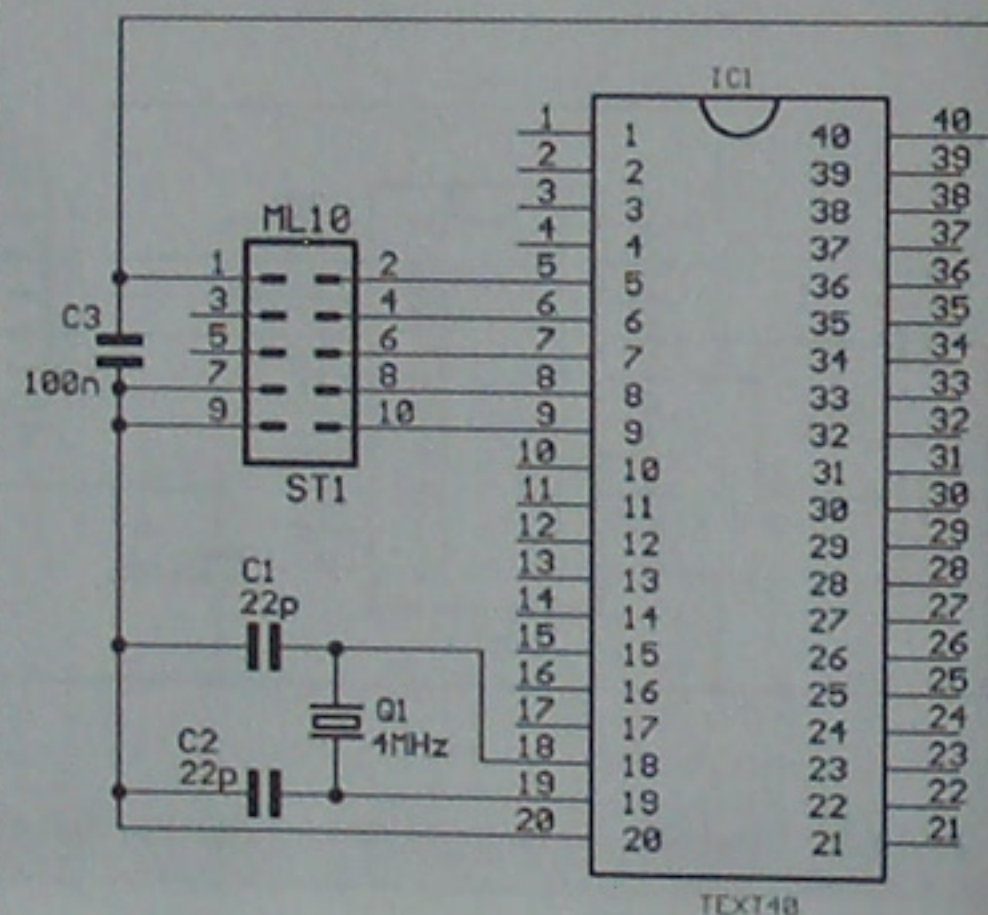 IC1
ML10
1 2
3 4
5 6
7 8
9 10
ST1
C3
100n
C1
22p
Q1
4MHz
C2
22p
1 1 40 40
2 2 39 39
3 3 38 38
4 4 37 37
5 5 36 36
6 6 35 35
7 7 34 34
8 8 33 33
9 9 32 32
10 10 31 31
11 11 30 30
12 12 29 29
13 13 28 28
14 14 27 27
15 15 26 26
16 16 25 25
17 17 24 24
18 18 23 23
19 19 22 22
20 20 21 21
TEXT40